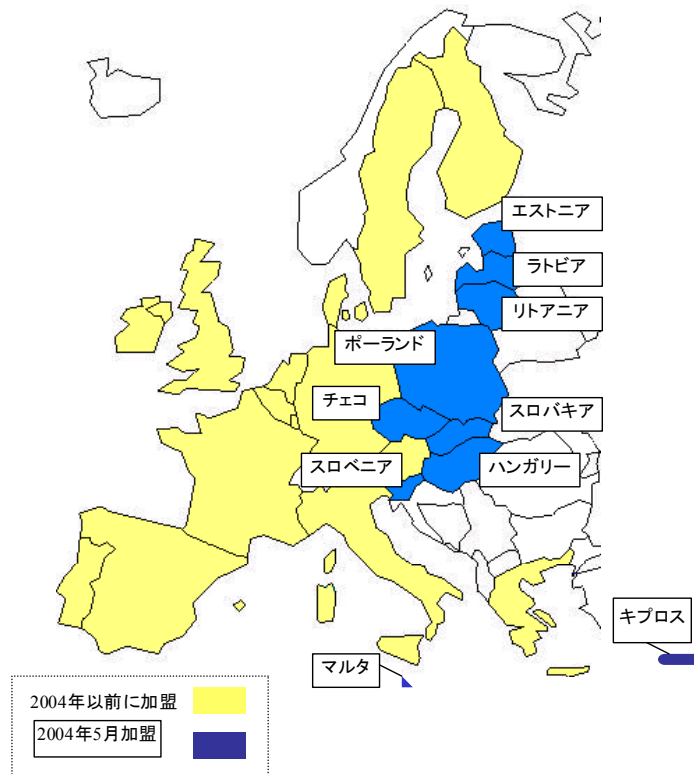 エストニア
ラトビア
リトアニア
ポーランド
チェコ
スロバキア
スロベニア
ハンガリー
キプロス
マルタ
2004年以前に加盟
2004年5月加盟